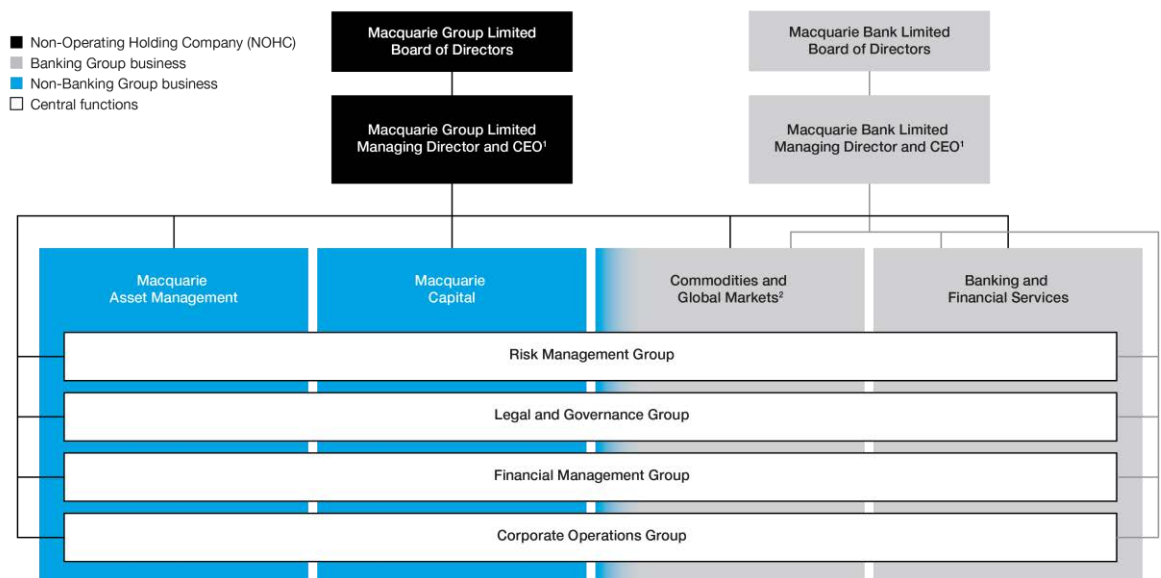 Non-Operating Holding Company (NOHC)
Banking Group business
Non-Banking Group business
Central functions
Macquarie Group Limited
Board of Directors
Macquarie Bank Limited
Board of Directors
Macquarie Group Limited
Managing Director and CEO¹
Macquarie Bank Limited
Managing Director and CEO¹
Macquarie
Asset Management
Macquarie
Capital
Commodities and
Global Markets²
Banking and
Financial Services
Risk Management Group
Legal and Governance Group
Financial Management Group
Corporate Operations Group